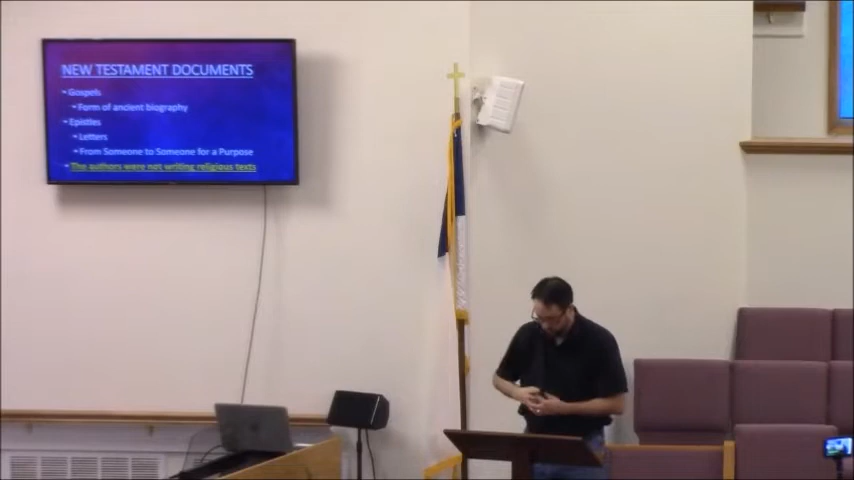 NEW TESTAMENT DOCUMENTS
• Gospels
• Form of ancient biography
• Epistles
• Letters
• From Someone to Someone for a Purpose
• The authors were not writing religious texts